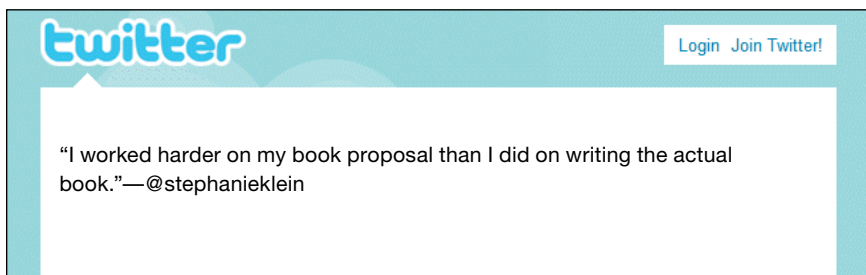 twitter
Login Join Twitter!
“I worked harder on my book proposal than I did on writing the actual
book.”—@stephanieklein